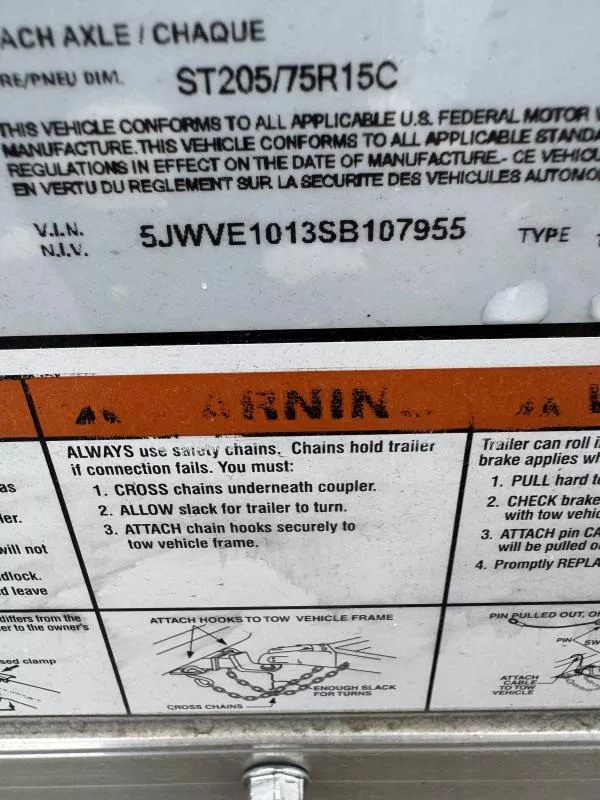 ACH AXLE / CHAQUE
RE/PNEU DIM. ST205/75R15C
THIS VEHICLE CONFORMS TO ALL APPLICABLE U.S. FEDERAL MOTOR
MANUFACTURE. THIS VEHICLE CONFORMS TO ALL APPLICABLE STANDA
REGULATIONS IN EFFECT ON THE DATE OF MANUFACTURE.- CE VEHICU
EN VERTU DU REGLEMENT SUR LA SECURITE DES VEHICULES AUTOMO
V.I.N. 5JWVE1013SB107955 TYPE
N.I.V.
ARNIN
ALWAYS use safety chains. Chains hold trailer
if connection fails. You must:
1. CROSS chains underneath coupler.
2. ALLOW slack for trailer to turn.
3. ATTACH chain hooks securely to
tow vehicle frame.
ATTACH HOOKS TO TOW VEHICLE FRAME
ENOUGH SLACK
FOR TURNS
CROSS CHAINS
as
ler.
will not
dlock.
d leave
differs from the
er to the owner's
sed clamp
Trailer can roll i
brake applies wh
1. PULL hard to
2. CHECK brake
with tow vehic
3. ATTACH pin CA
will be pulled o
4. Promptly REPLA
PIN PULLED OUT, O
PIN SW
ATTACH
CABLE
TO TOW
VEHICLE